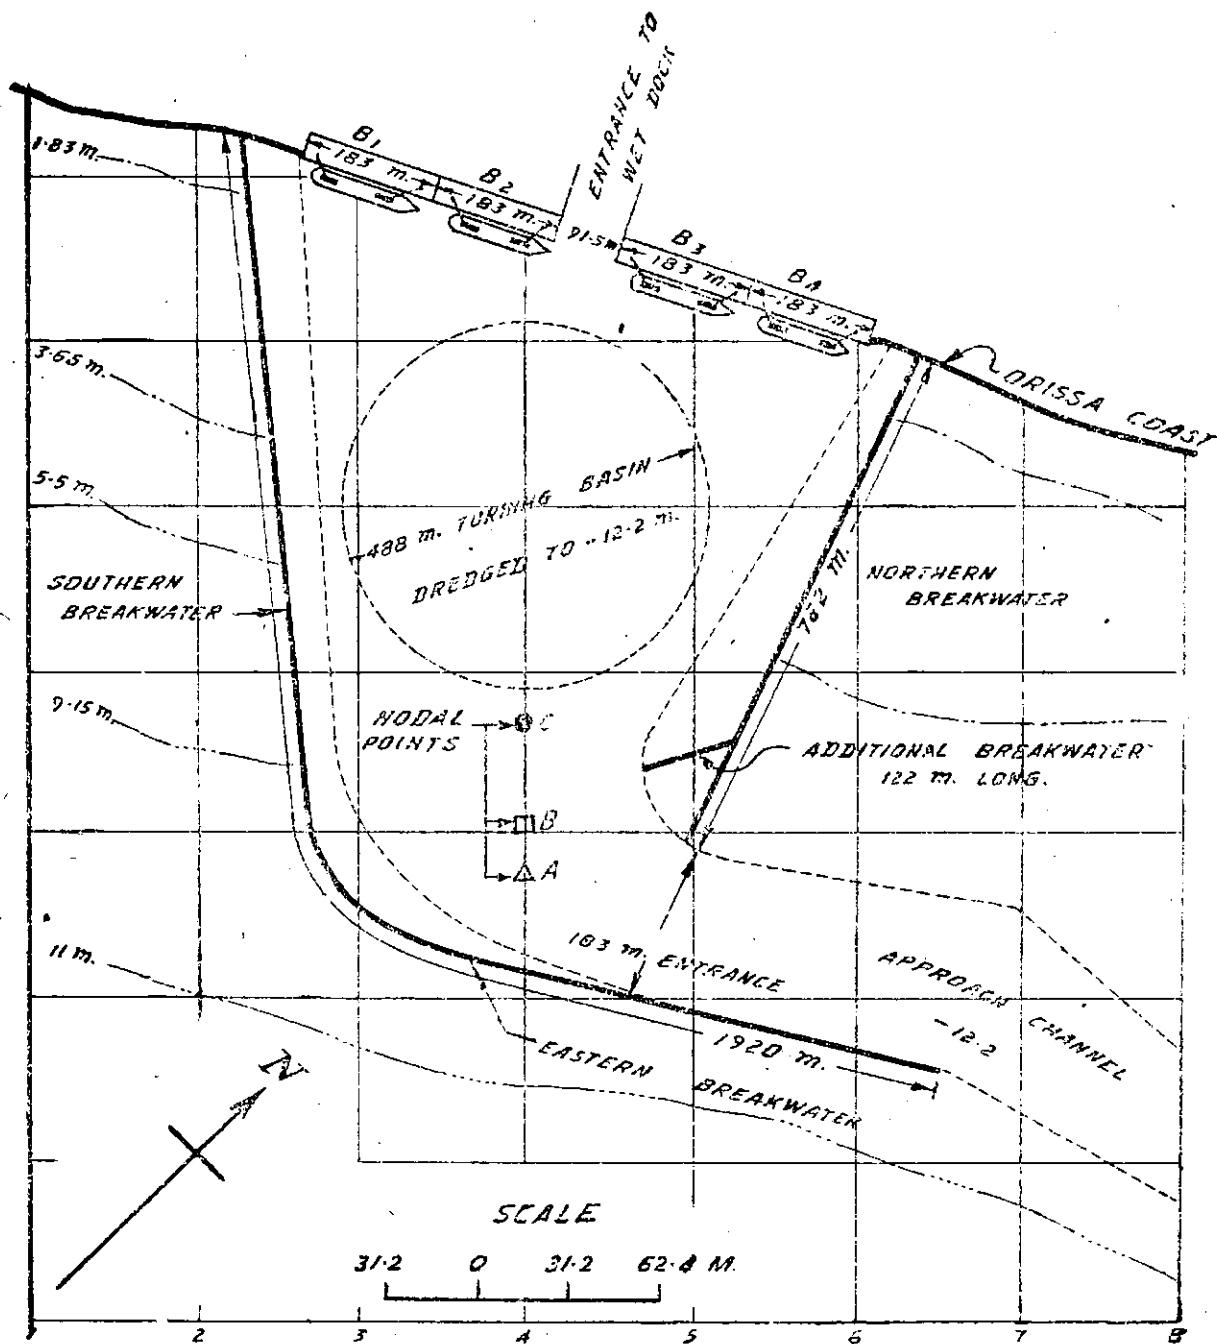 ENTRANCE TO
WET DOCK
B1
183 m.
B2
183 m.
91.5 m
B3
183 m.
B4
183 m.
1.83 m.
3.65 m.
5.5 m.
9.15 m.
11 m.
ORISSA COAST
488 m. TURNING BASIN
DREDGED TO -12.2 m.
SOUTHERN
BREAKWATER
NORTHERN
BREAKWATER
782 m.
NODAL
POINTS
C
B
A
ADDITIONAL BREAKWATER
122 m. LONG.
183 m. ENTRANCE
APPROACH CHANNEL
-12.2
1920 m.
EASTERN BREAKWATER
N
SCALE
31.2 0 31.2 62.4 M.
1 2 3 4 5 6 7 8